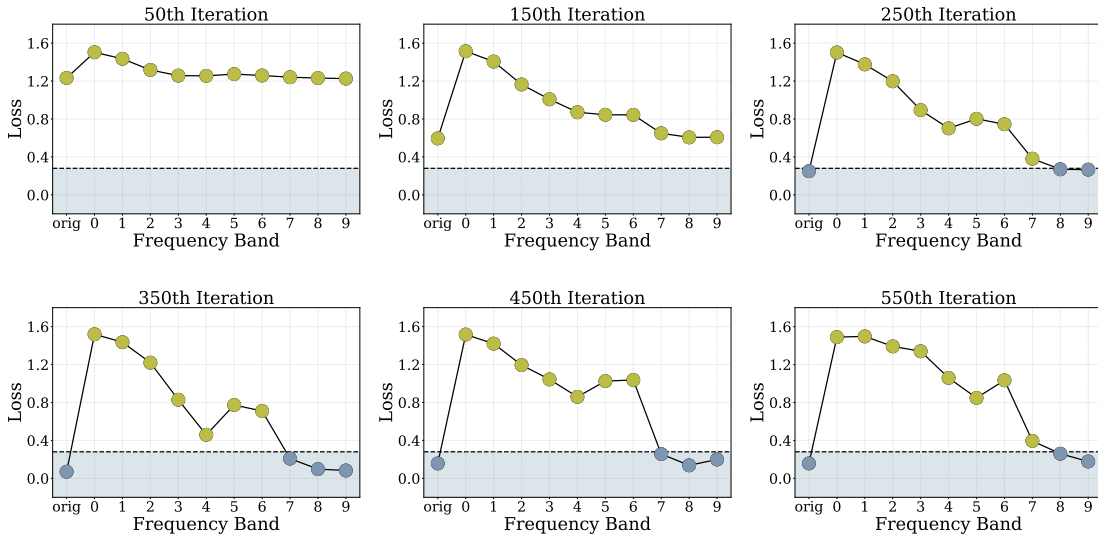 50th Iteration
Loss
1.6
1.2
0.8
0.4
0.0
orig 0 1 2 3 4 5 6 7 8 9
Frequency Band
150th Iteration
Loss
1.6
1.2
0.8
0.4
0.0
orig 0 1 2 3 4 5 6 7 8 9
Frequency Band
250th Iteration
Loss
1.6
1.2
0.8
0.4
0.0
orig 0 1 2 3 4 5 6 7 8 9
Frequency Band
350th Iteration
Loss
1.6
1.2
0.8
0.4
0.0
orig 0 1 2 3 4 5 6 7 8 9
Frequency Band
450th Iteration
Loss
1.6
1.2
0.8
0.4
0.0
orig 0 1 2 3 4 5 6 7 8 9
Frequency Band
550th Iteration
Loss
1.6
1.2
0.8
0.4
0.0
orig 0 1 2 3 4 5 6 7 8 9
Frequency Band